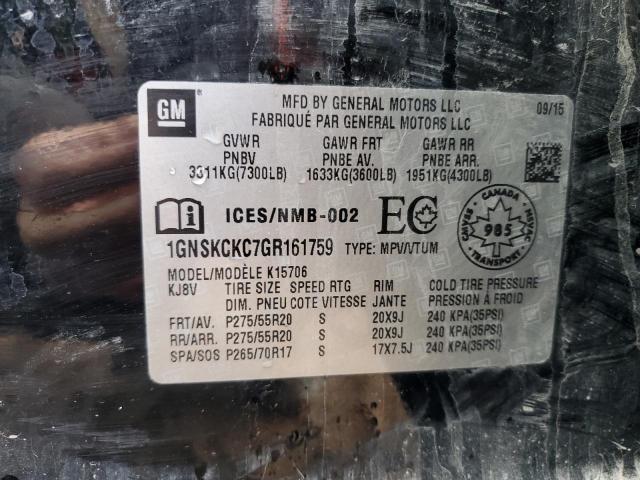 GM
MFD BY GENERAL MOTORS LLC 09/15
FABRIQUÉ PAR GENERAL MOTORS LLC
GVWR GAWR FRT GAWR RR
PNBV PNBE AV. PNBE ARR.
3311KG(7300LB) 1633KG(3600LB) 1951KG(4300LB)
ICES/NMB-002 EC
CANADA
985
TRANSPORT
1GNSKCKC7GR161759 TYPE: MPV/VTUM
MODEL/MODÈLE K15706
KJ8V TIRE SIZE SPEED RTG RIM COLD TIRE PRESSURE
DIM. PNEU COTE VITESSE JANTE PRESSION À FROID
FRT/AV. P275/55R20 S 20X9J 240 KPA(35PSI)
RR/ARR. P275/55R20 S 20X9J 240 KPA(35PSI)
SPA/SOS P265/70R17 S 17X7.5J 240 KPA(35PSI)